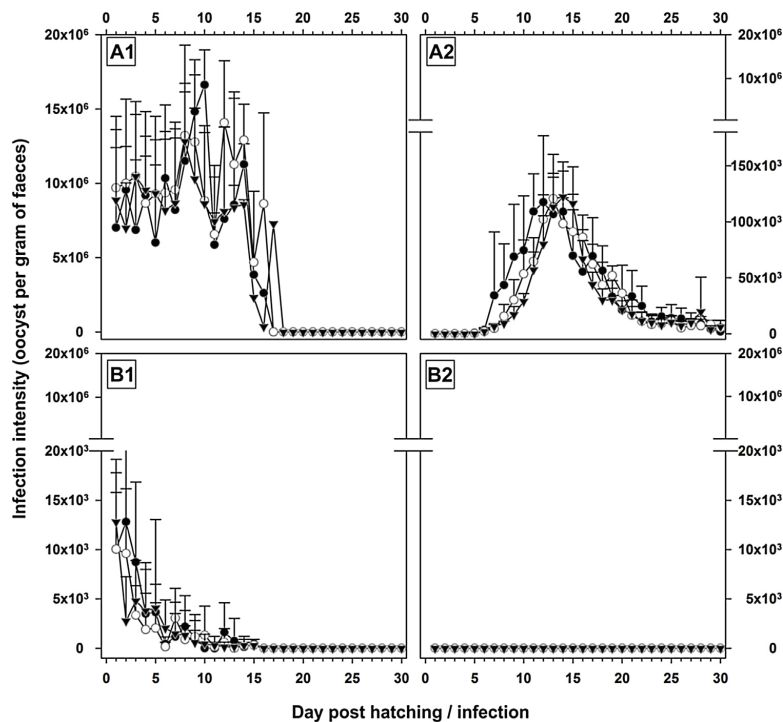 0 5 10 15 20 25 30 0 5 10 15 20 25 30
20x10⁶ A1 A2 20x10⁶
10x10⁶
15x10⁶
150x10³
10x10⁶
100x10³
5x10⁶
50x10³
0 0
20x10⁶ B1 B2 20x10⁶
10x10⁶ 10x10⁶
20x10³ 20x10³
15x10³ 15x10³
10x10³ 10x10³
5x10³ 5x10³
0 0
0 5 10 15 20 25 30 0 5 10 15 20 25 30
Infection intensity (oocyst per gram of faeces)
Day post hatching / infection